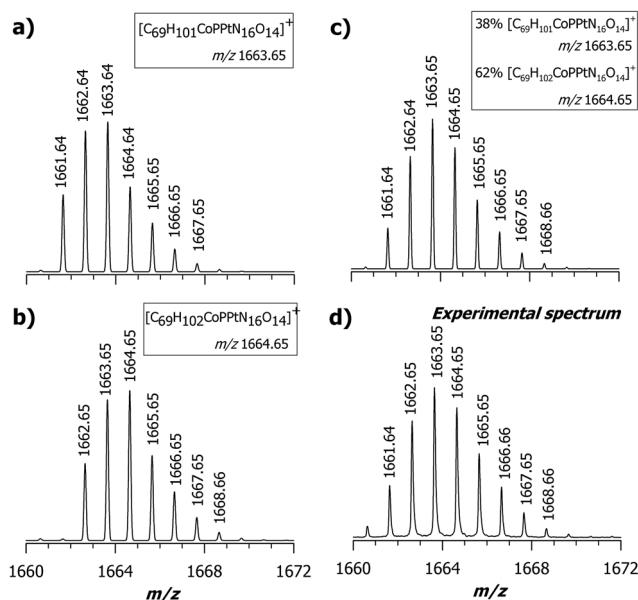 a)
[C69H101CoPPtN16O14]+
m/z 1663.65
1661.64
1662.64
1663.64
1664.64
1665.65
1666.65
1667.65
c)
38% [C69H101CoPPtN16O14]+
m/z 1663.65
62% [C69H102CoPPtN16O14]+
m/z 1664.65
1661.64
1662.64
1663.65
1664.65
1665.65
1666.65
1667.65
1668.66
b)
[C69H102CoPPtN16O14]+
m/z 1664.65
1662.65
1663.65
1664.65
1665.65
1666.65
1667.65
1668.66
1660 1664 1668 1672
m/z
d)
Experimental spectrum
1661.64
1662.65
1663.65
1664.65
1665.65
1666.66
1667.65
1668.66
1660 1664 1668 1672
m/z